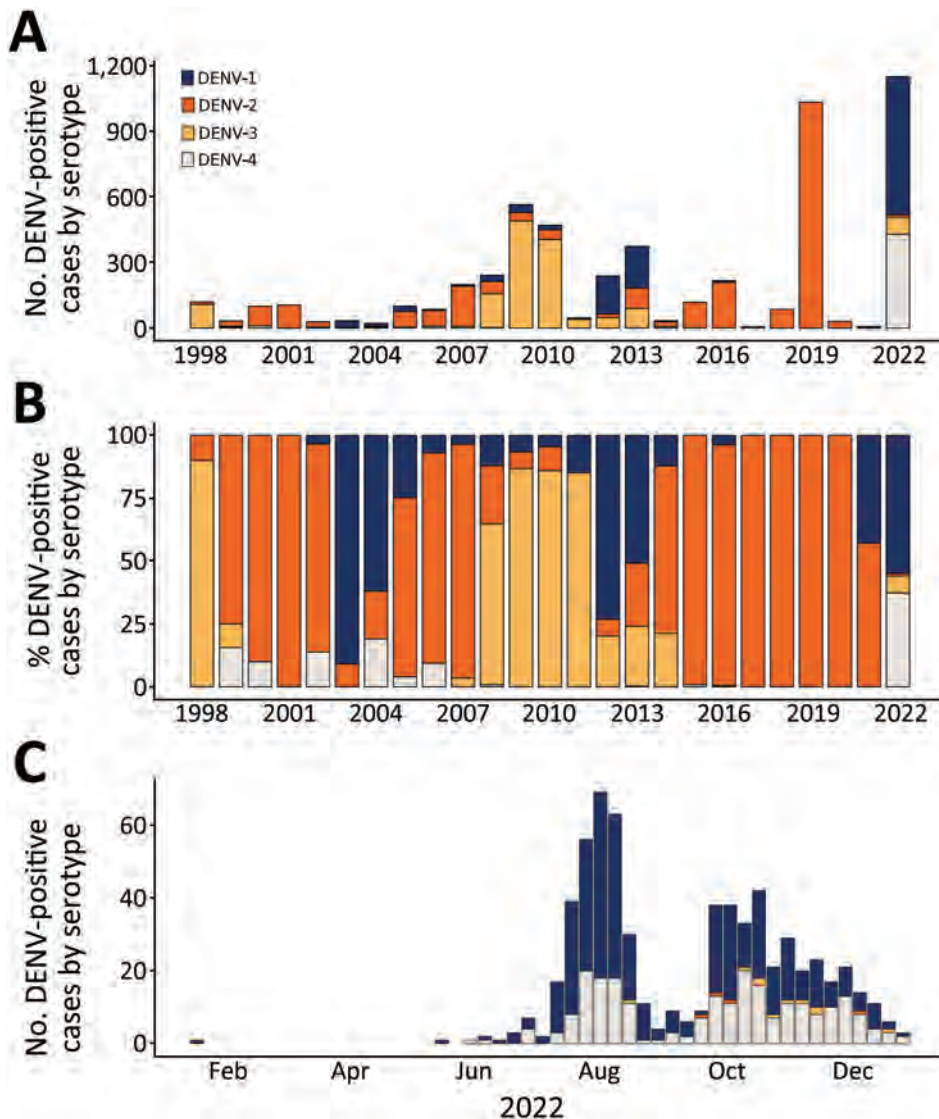 A
No. DENV-positive
cases by serotype
1,200
900
600
300
0
DENV-1
DENV-2
DENV-3
DENV-4
1998 2001 2004 2007 2010 2013 2016 2019 2022
B
% DENV-positive
cases by serotype
100
75
50
25
0
1998 2001 2004 2007 2010 2013 2016 2019 2022
C
No. DENV-positive
cases by serotype
60
40
20
0
Feb Apr Jun Aug Oct Dec
2022